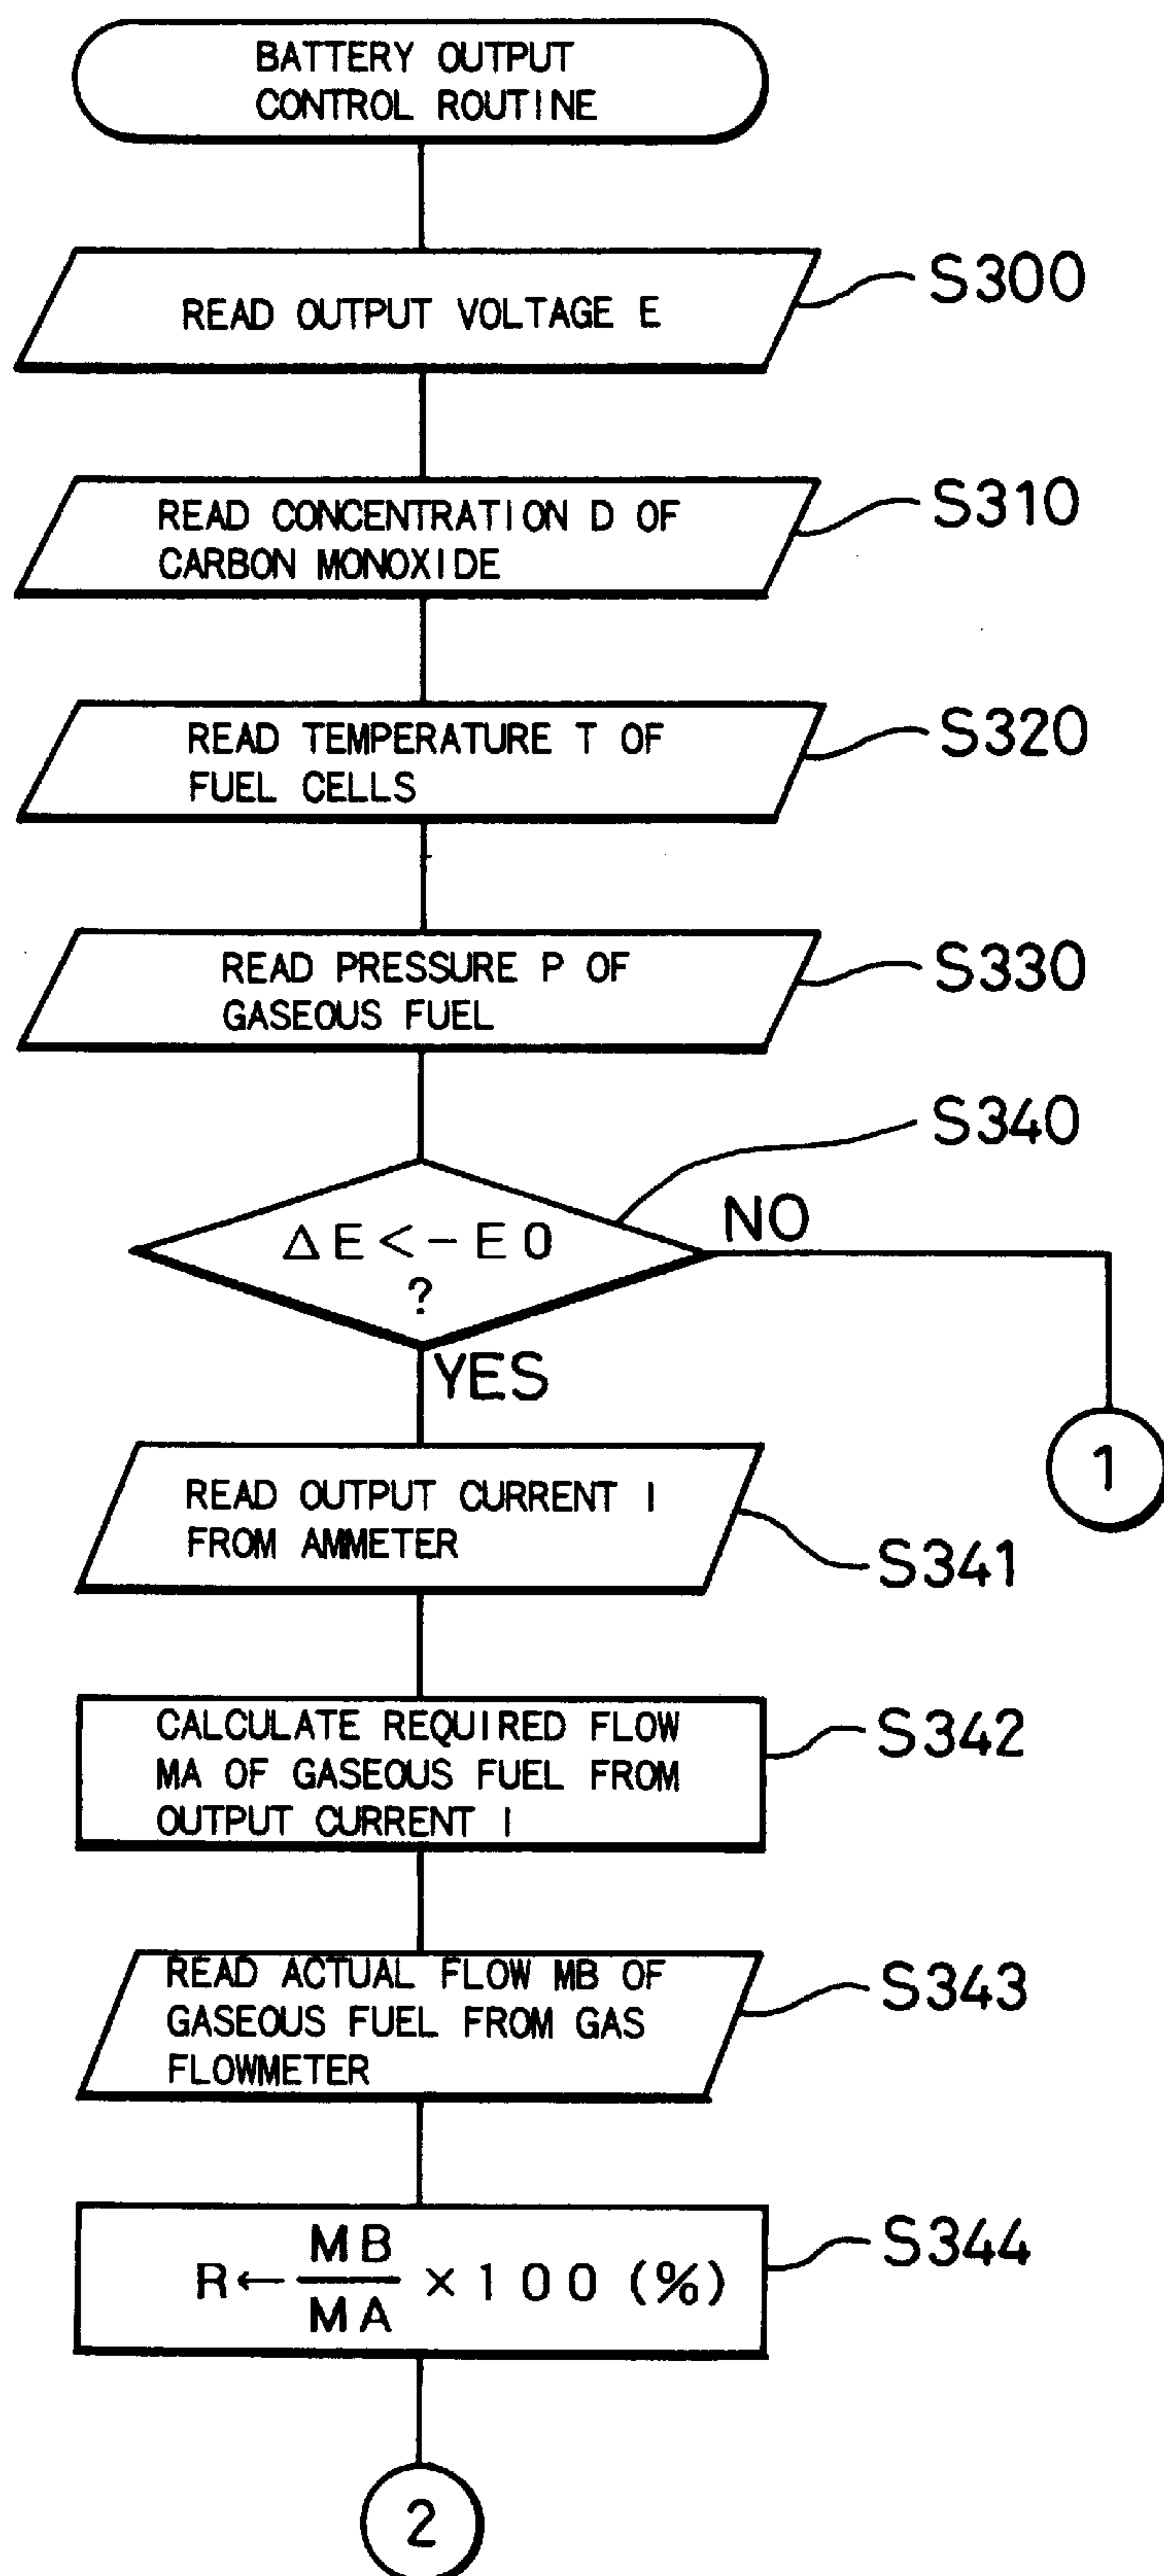 BATTERY OUTPUT
CONTROL ROUTINE
READ OUTPUT VOLTAGE E
S300
READ CONCENTRATION D OF
CARBON MONOXIDE
S310
READ TEMPERATURE T OF
FUEL CELLS
S320
READ PRESSURE P OF
GASEOUS FUEL
S330
S340
ΔE<-E0
?
NO
YES
1
READ OUTPUT CURRENT I
FROM AMMETER
S341
CALCULATE REQUIRED FLOW
MA OF GASEOUS FUEL FROM
OUTPUT CURRENT I
S342
READ ACTUAL FLOW MB OF
GASEOUS FUEL FROM GAS
FLOWMETER
S343
R← MB/MA ×100 (%)
S344
2